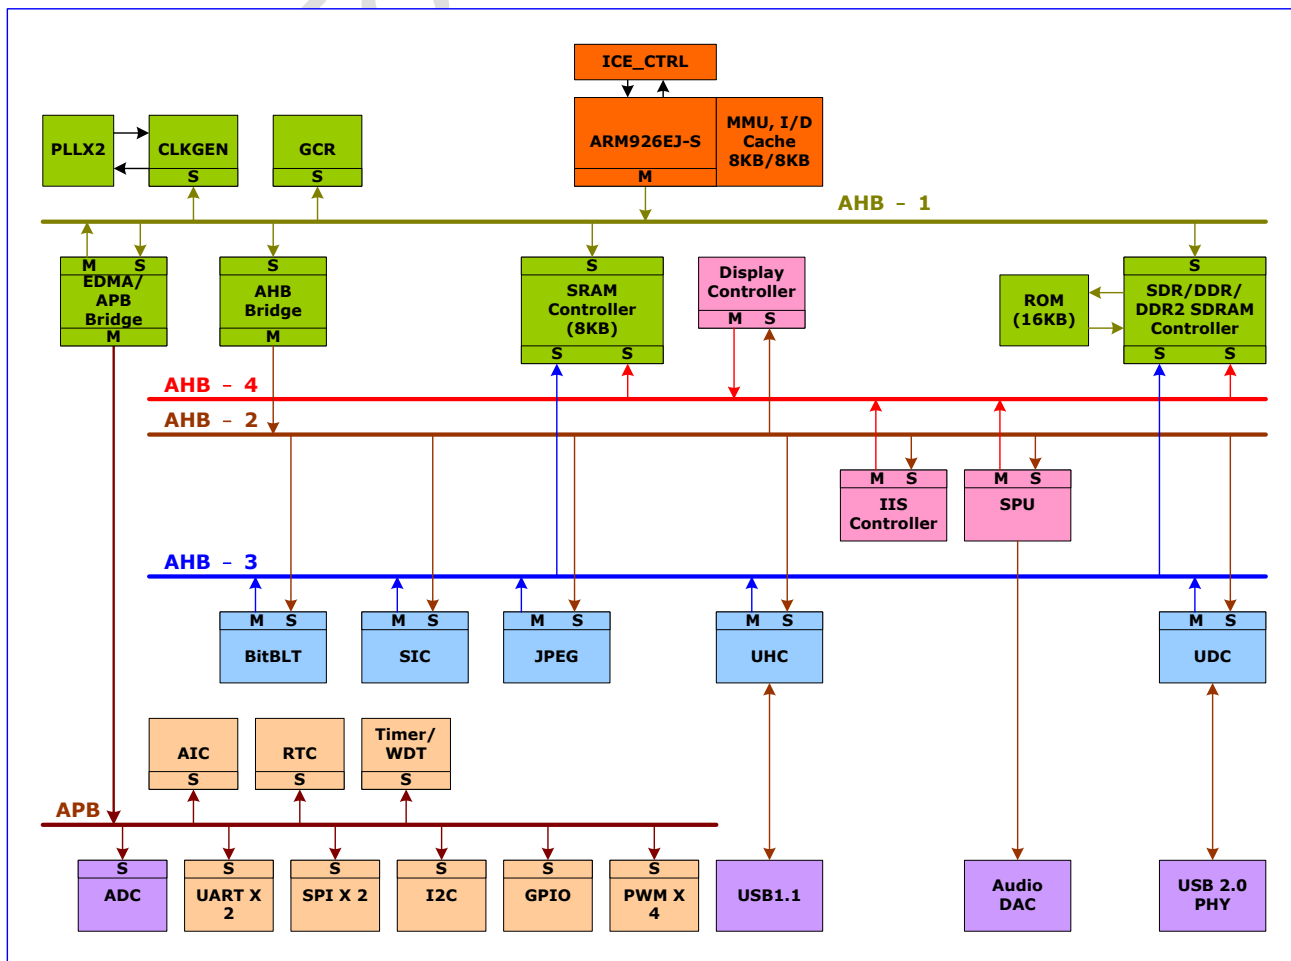 ICE_CTRL
PLLX2
CLKGEN
S
GCR
S
ARM926EJ-S
M
MMU, I/D
Cache
8KB/8KB
AHB - 1
M S
EDMA/
APB
Bridge
M
S
AHB
Bridge
M
S
SRAM
Controller
(8KB)
S S
Display
Controller
M S
ROM
(16KB)
S
SDR/DDR/
DDR2 SDRAM
Controller
S S
AHB - 4
AHB - 2
M S
IIS
Controller
M S
SPU
AHB - 3
M S
BitBLT
M S
SIC
M S
JPEG
M S
UHC
M S
UDC
AIC
S
RTC
S
Timer/
WDT
S
APB
S
ADC
S
UART X
2
S
SPI X 2
S
I2C
S
GPIO
S
PWM X
4
USB1.1
Audio
DAC
USB 2.0
PHY